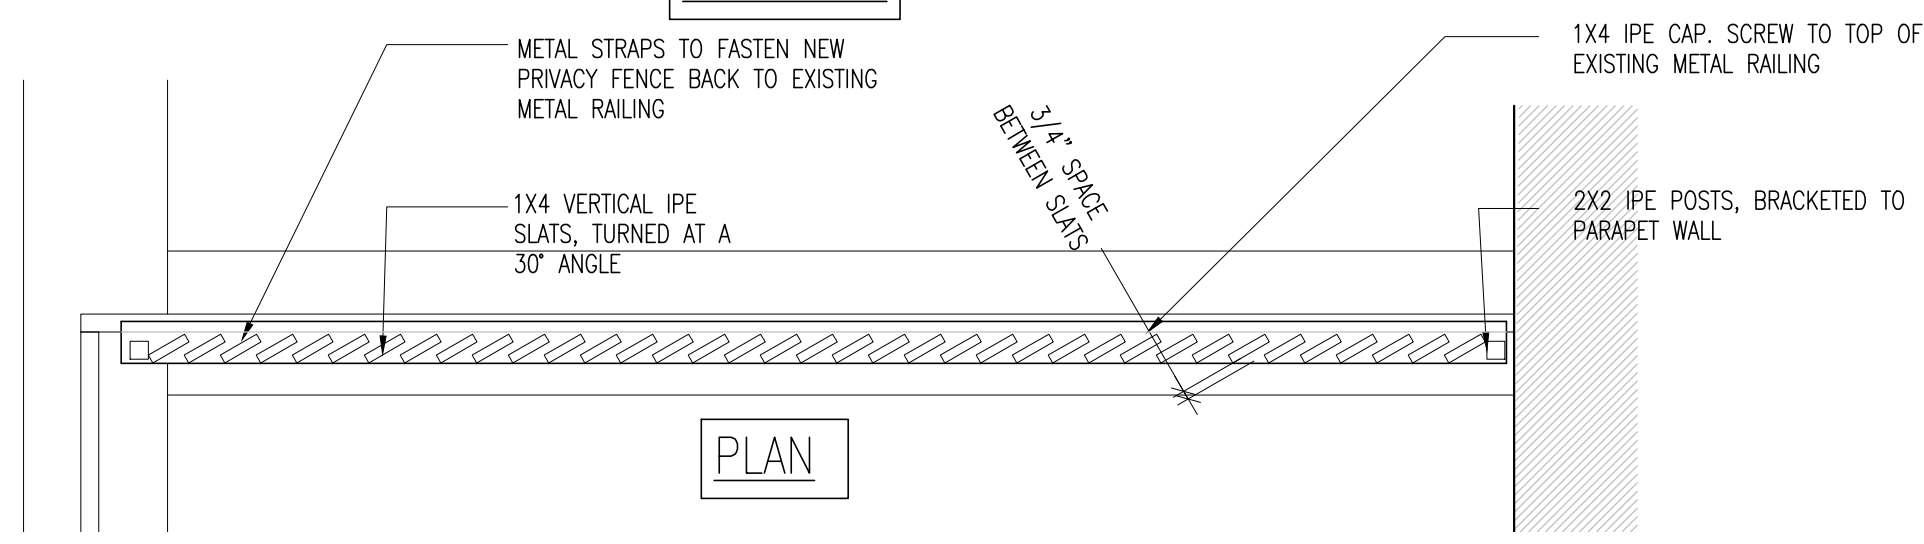 METAL STRAPS TO FASTEN NEW
PRIVACY FENCE BACK TO EXISTING
METAL RAILING
1X4 IPE CAP. SCREW TO TOP OF
EXISTING METAL RAILING
3/4" SPACE
BETWEEN SLATS
1X4 VERTICAL IPE
SLATS, TURNED AT A
30° ANGLE
2X2 IPE POSTS, BRACKETED TO
PARAPET WALL
PLAN